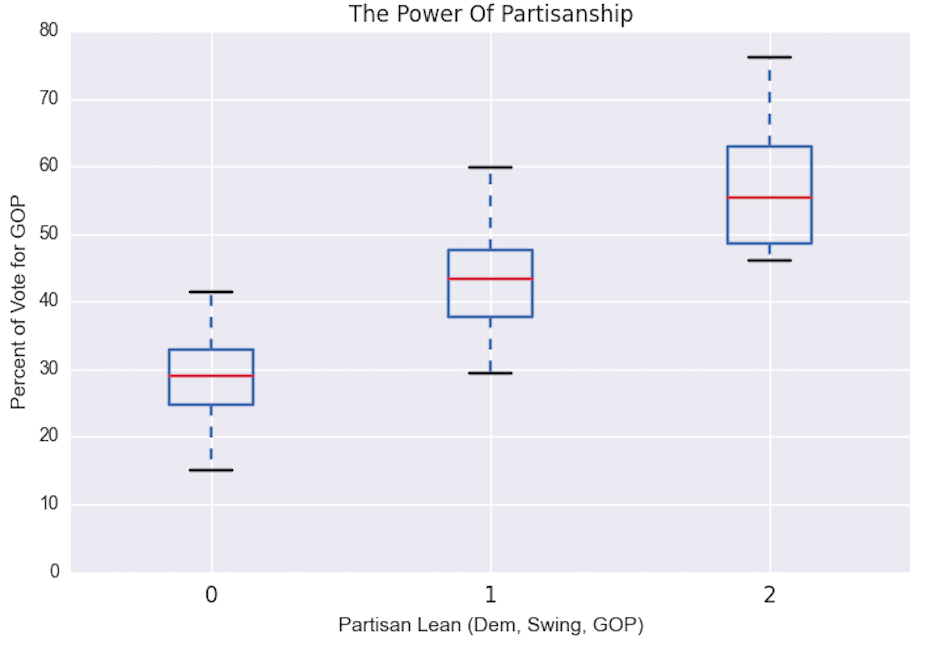 The Power Of Partisanship
80
70
60
50
40
30
20
10
0
Percent of Vote for GOP
0 1 2
Partisan Lean (Dem, Swing, GOP)